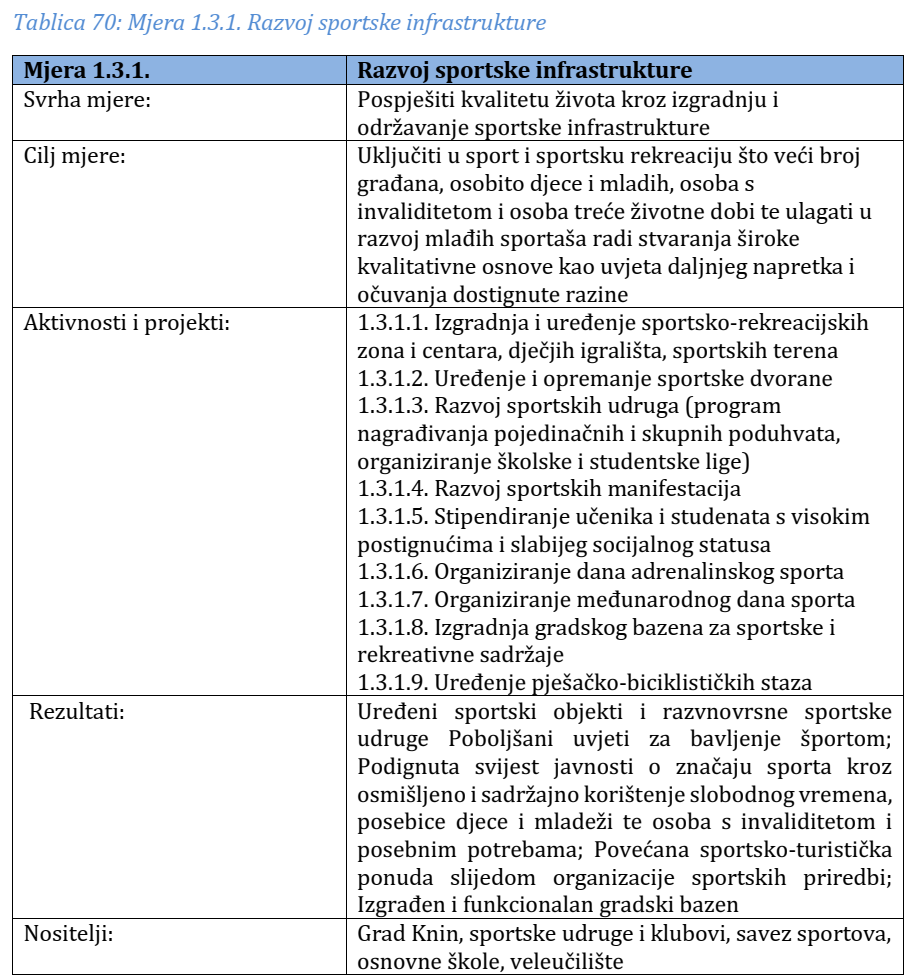 Tablica 70: Mjera 1.3.1. Razvoj sportske infrastrukture
Mjera 1.3.1.
Razvoj sportske infrastrukture
Svrha mjere:
Pospješiti kvalitetu života kroz izgradnju i
održavanje sportske infrastrukture
Cilj mjere:
Uključiti u sport i sportsku rekreaciju što veći broj
građana, osobito djece i mladih, osoba s
invaliditetom i osoba treće životne dobi te ulagati u
razvoj mlađih sportaša radi stvaranja široke
kvalitativne osnove kao uvjeta daljnjeg napretka i
očuvanja dostignute razine
Aktivnosti i projekti:
1.3.1.1. Izgradnja i uređenje sportsko-rekreacijskih
zona i centara, dječjih igrališta, sportskih terena
1.3.1.2. Uređenje i opremanje sportske dvorane
1.3.1.3. Razvoj sportskih udruga (program
nagrađivanja pojedinačnih i skupnih poduhvata,
organiziranje školske i studentske lige)
1.3.1.4. Razvoj sportskih manifestacija
1.3.1.5. Stipendiranje učenika i studenata s visokim
postignućima i slabijeg socijalnog statusa
1.3.1.6. Organiziranje dana adrenalinskog sporta
1.3.1.7. Organiziranje međunarodnog dana sporta
1.3.1.8. Izgradnja gradskog bazena za sportske i
rekreativne sadržaje
1.3.1.9. Uređenje pješačko-biciklističkih staza
Rezultati:
Uređeni sportski objekti i razvnovrsne sportske
udruge Poboljšani uvjeti za bavljenje športom;
Podignuta svijest javnosti o značaju sporta kroz
osmišljeno i sadržajno korištenje slobodnog vremena,
posebice djece i mladeži te osoba s invaliditetom i
posebnim potrebama; Povećana sportsko-turistička
ponuda slijedom organizacije sportskih priredbi;
Izgrađen i funkcionalan gradski bazen
Nositelji:
Grad Knin, sportske udruge i klubovi, savez sportova,
osnovne škole, veleučilište